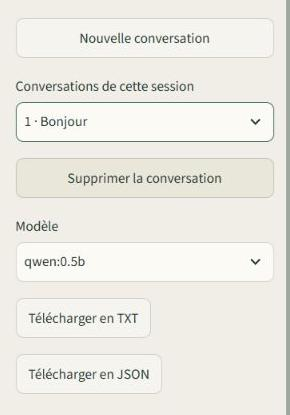 Nouvelle conversation
Conversations de cette session
1 · Bonjour
Supprimer la conversation
Modèle
qwen:0.5b
Télécharger en TXT
Télécharger en JSON